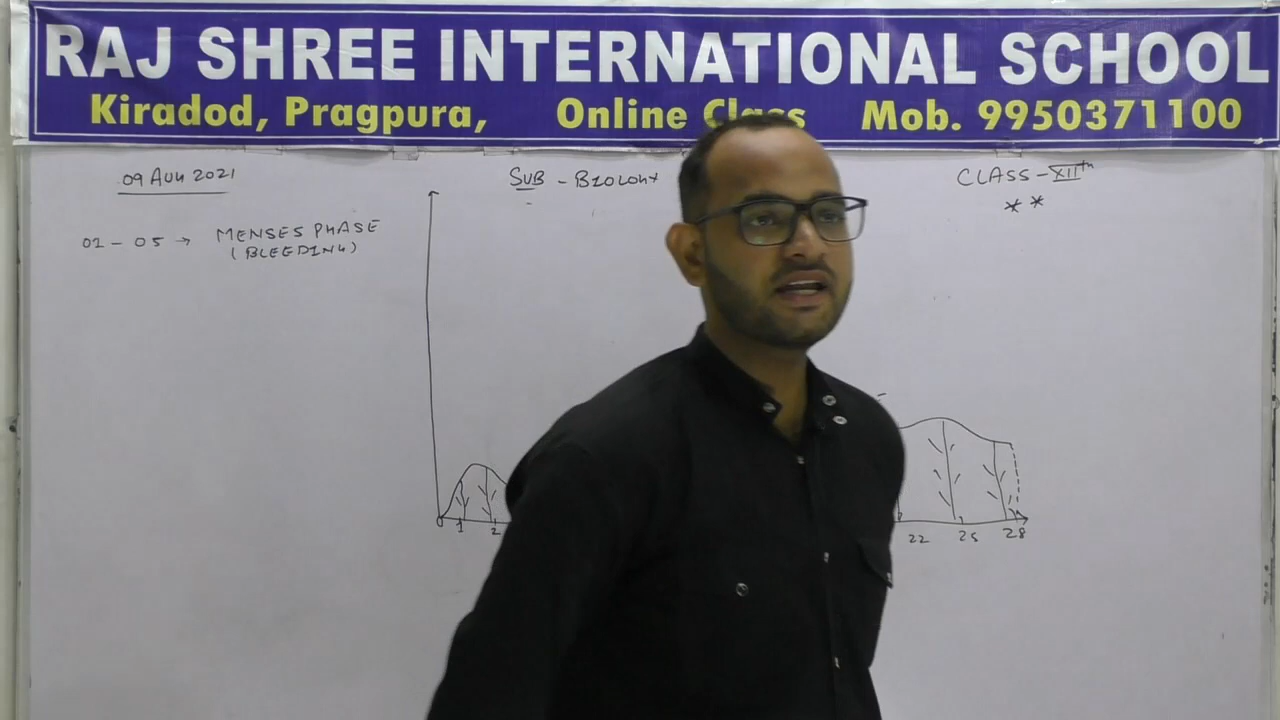 RAJ SHREE INTERNATIONAL SCHOOL
Kiradod, Pragpura, Online Class Mob. 9950371100
09 AUG 2021 SUB - BIOLOGY CLASS - XIIth
01 - 05 → MENSES PHASE
(BLEEDING)
0 1 2 22 25 28